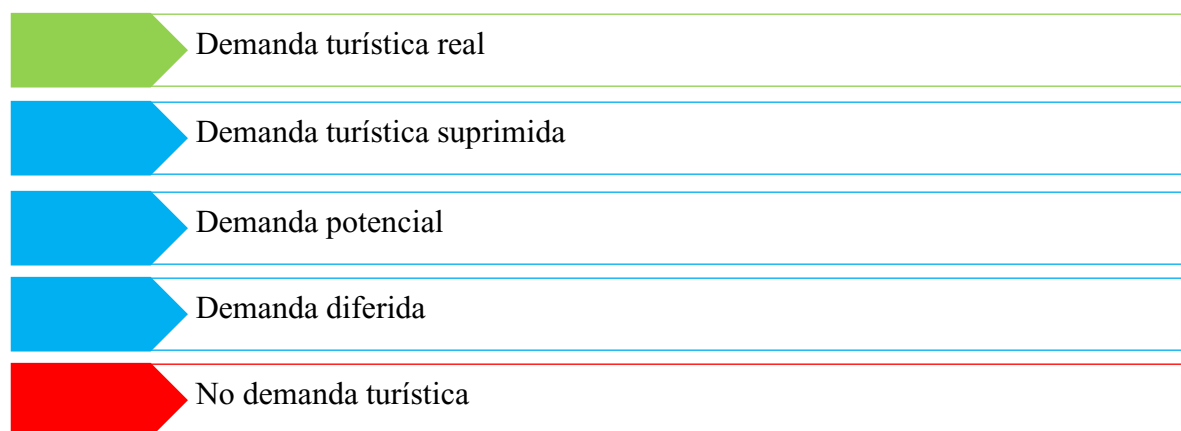 Demanda turística real
Demanda turística suprimida
Demanda potencial
Demanda diferida
No demanda turística